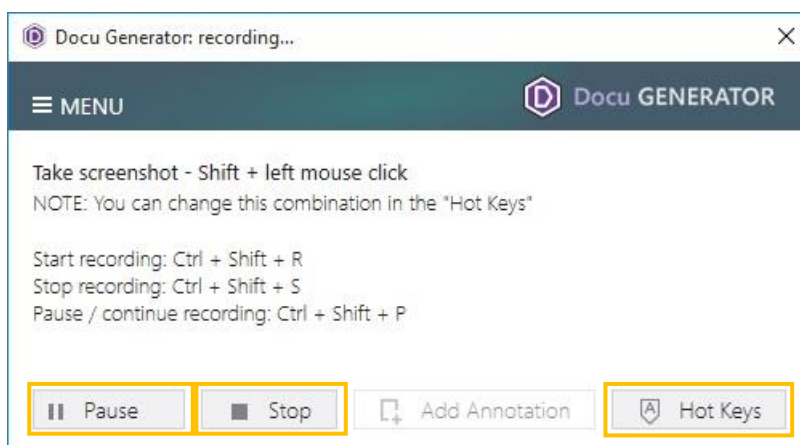 Docu Generator: recording...
MENU
Docu GENERATOR
Take screenshot - Shift + left mouse click
NOTE: You can change this combination in the "Hot Keys"
Start recording: Ctrl + Shift + R
Stop recording: Ctrl + Shift + S
Pause / continue recording: Ctrl + Shift + P
Pause Stop Add Annotation A Hot Keys